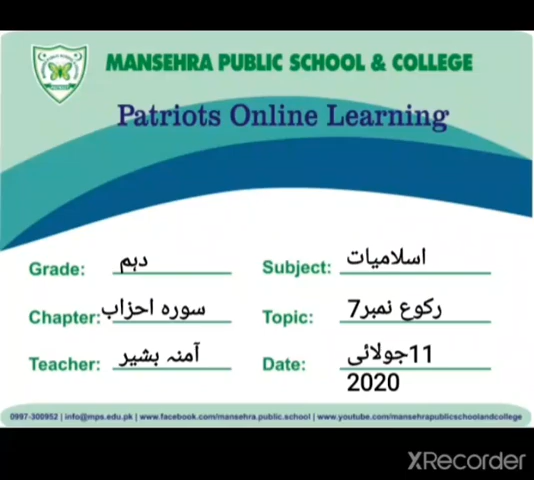 MANSEHRA PUBLIC SCHOOL & COLLEGE
Patriots Online Learning
Grade: دہم
Subject: اسلامیات
Chapter: سورہ احزاب
Topic: رکوع نمبر7
Teacher: آمنہ بشیر
Date: 11جولائی
2020
0997-300952 | info@mps.edu.pk | www.facebook.com/mansehra.public.school | www.youtube.com/mansehrapublicschoolandcollege
XRecorder